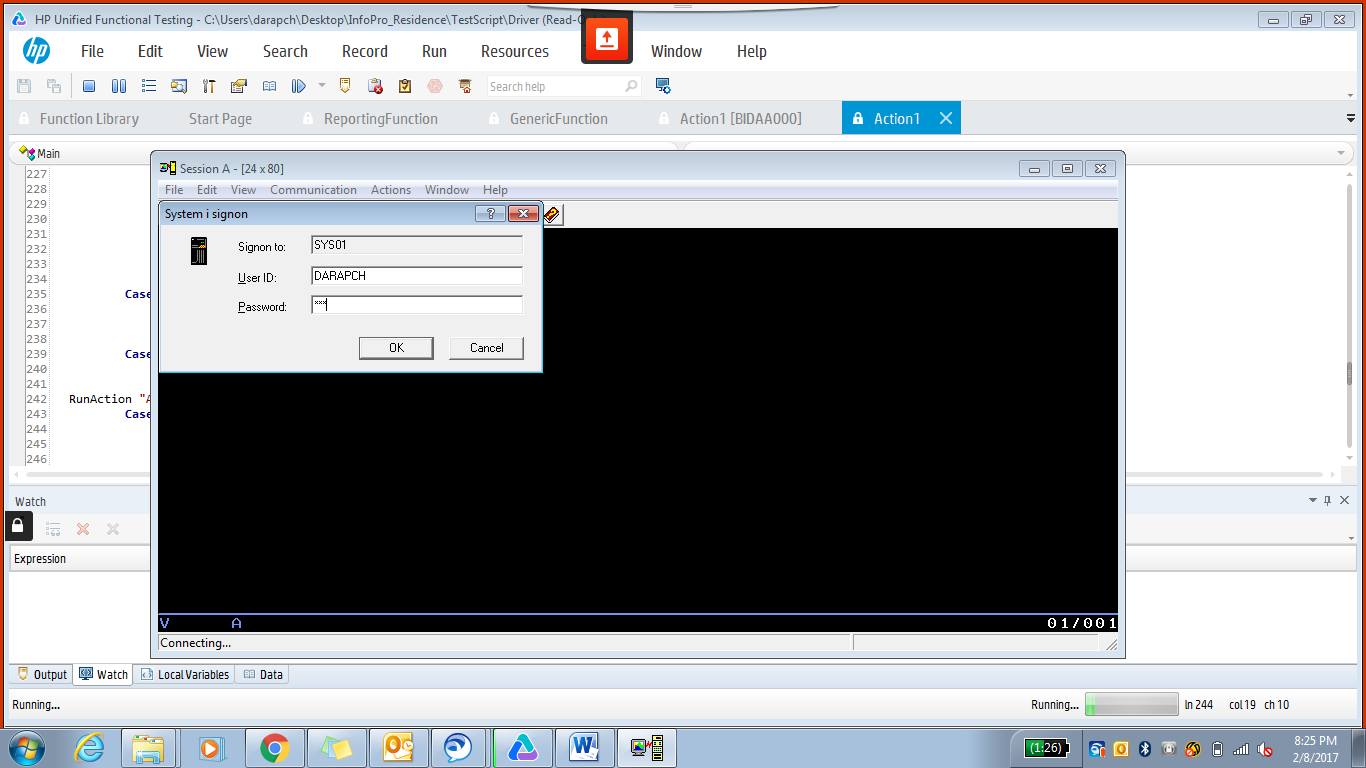 HP Unified Functional Testing - C:\Users\darapch\Desktop\InfoPro_Residence\TestScript\Driver (Read-O
hp File Edit View Search Record Run Resources Window Help
Search help
Function Library Start Page ReportingFunction GenericFunction Action1 [BIDAA000] Action1
Main
Session A - [24 x 80]
File Edit View Communication Actions Window Help
System i signon
Signon to: SYS01
User ID: DARAPCH
Password: ***
OK Cancel
227
228
229
230
231
232
233
234
235 Case
236
237
238
239 Case
240
241
242 RunAction "A
243 Case
244
245
246
V A 01/001
Connecting...
Watch
Expression
Output Watch Local Variables Data
Running... Running... ln 244 col 19 ch 10
(1:26)
8:25 PM
2/8/2017